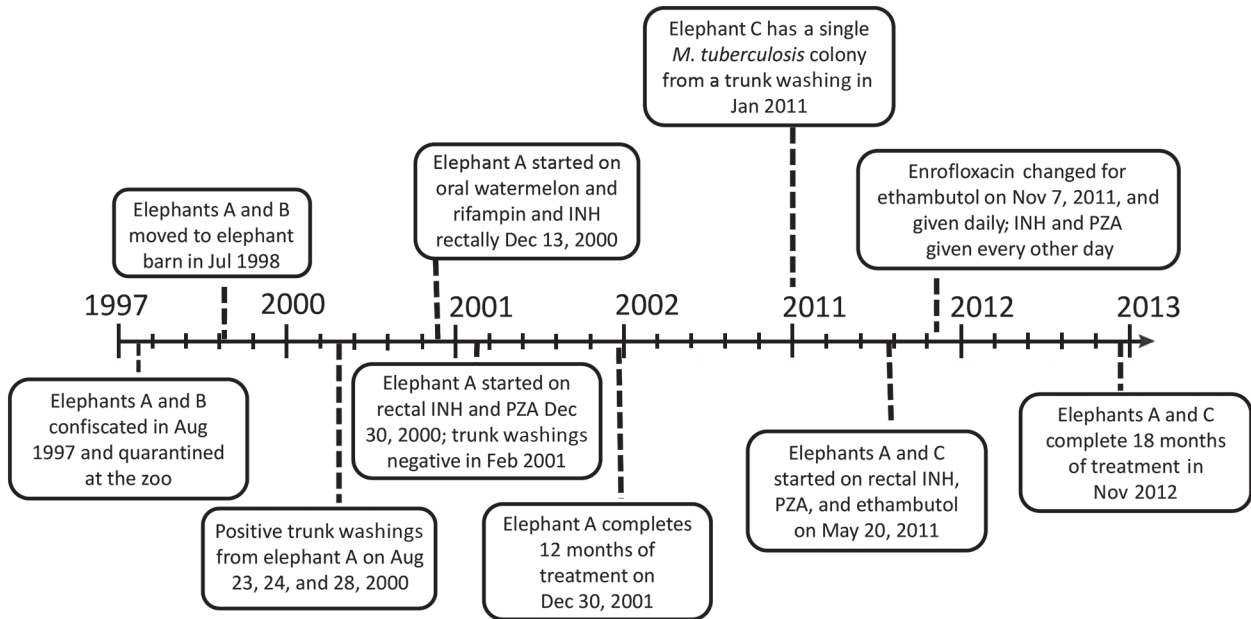 Elephant C has a single
M. tuberculosis colony
from a trunk washing in
Jan 2011
Elephant A started on
oral watermelon and
rifampin and INH
rectally Dec 13, 2000
Enrofloxacin changed for
ethambutol on Nov 7, 2011, and
given daily; INH and PZA
given every other day
Elephants A and B
moved to elephant
barn in Jul 1998
1997 2000 2001 2002 2011 2012 2013
Elephants A and B
confiscated in Aug
1997 and quarantined
at the zoo
Elephant A started on
rectal INH and PZA Dec
30, 2000; trunk washings
negative in Feb 2001
Elephants A and C
complete 18 months
of treatment in
Nov 2012
Elephants A and C
started on rectal INH,
PZA, and ethambutol
on May 20, 2011
Positive trunk washings
from elephant A on Aug
23, 24, and 28, 2000
Elephant A completes
12 months of
treatment on
Dec 30, 2001